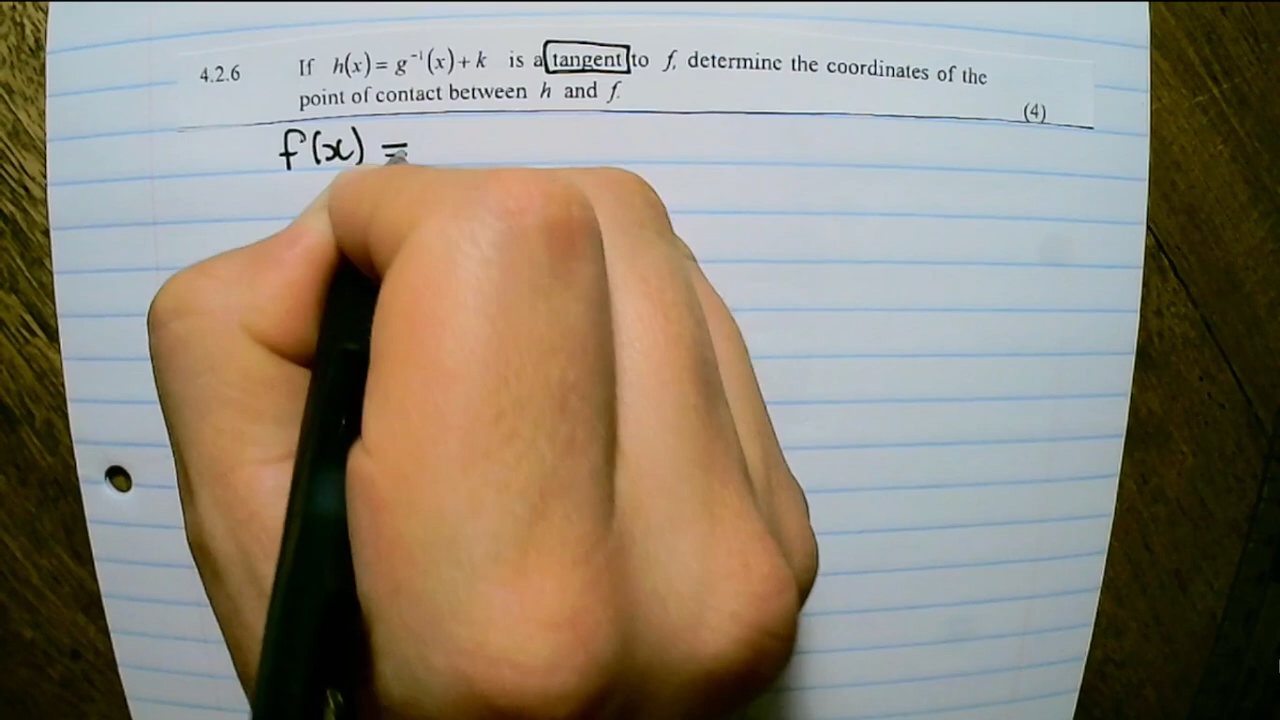 4.2.6 If h(x) = g⁻¹(x) + k is a tangent to f, determine the coordinates of the
point of contact between h and f.
(4)
f(x) =